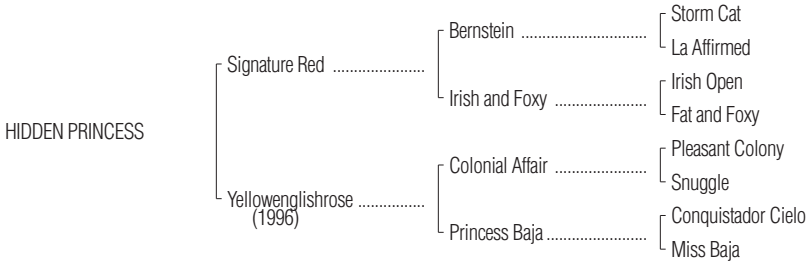 Storm Cat
Bernstein ..............................
La Affirmed
Signature Red ......................
Irish Open
Irish and Foxy ......................
Fat and Foxy
HIDDEN PRINCESS
Pleasant Colony
Colonial Affair ......................
Snuggle
Yellowenglishrose ................
(1996)
Conquistador Cielo
Princess Baja ........................
Miss Baja